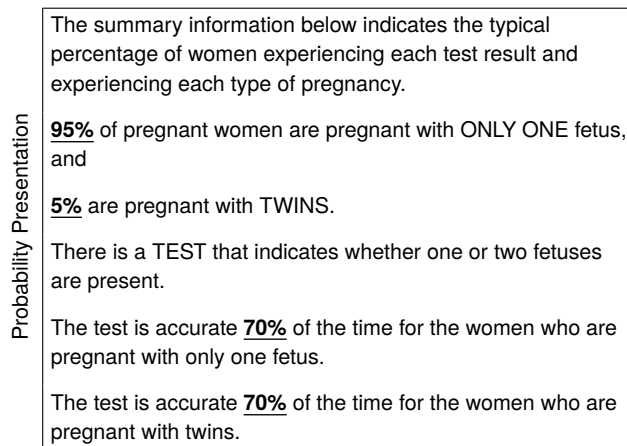 Probability Presentation
The summary information below indicates the typical
percentage of women experiencing each test result and
experiencing each type of pregnancy.
95% of pregnant women are pregnant with ONLY ONE fetus,
and
5% are pregnant with TWINS.
There is a TEST that indicates whether one or two fetuses
are present.
The test is accurate 70% of the time for the women who are
pregnant with only one fetus.
The test is accurate 70% of the time for the women who are
pregnant with twins.